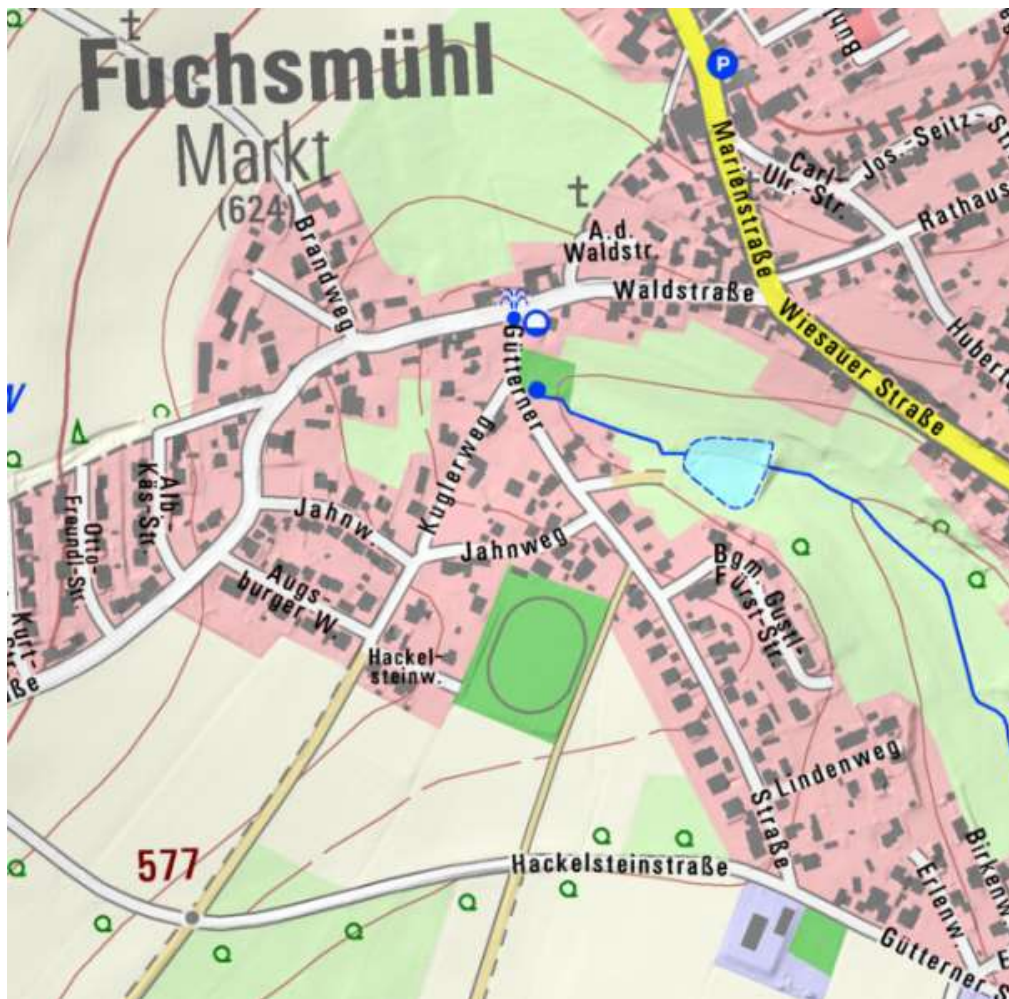 Fuchsmühl
Markt
(624)
P
Marienstraße
Carl-
Ulr.-Str.
Jos.-Seitz-St
Rathaus
Brandweg
A.d.
Waldstr.
Waldstraße
Wiesauer Straße
Hubert
Gütterner
Kuglerweg
Alb.-
Käs-Str.
Otto-
Freundl-Str.
Jahnw.
Jahnweg
Augs-
burger W.
Kurt-
Str.
aße
Hackel-
steinw.
Bgm. Gustl-
Fürst-Str.
Lindenweg
Straße
577
Hackelsteinstraße
Birkenw.
Erlenw.
Gütterner S